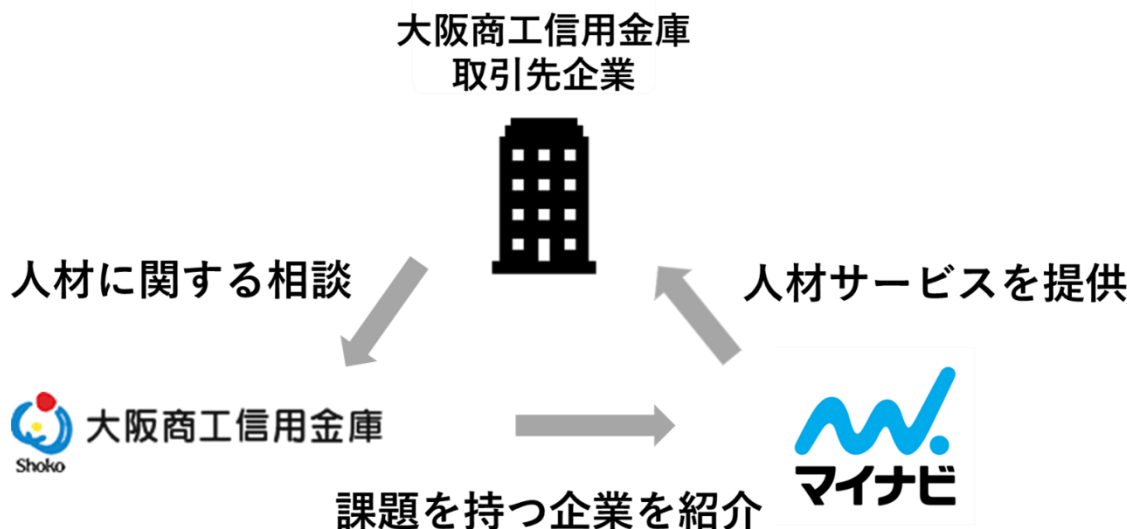 大阪商工信用金庫
取引先企業
人材に関する相談
人材サービスを提供
大阪商工信用金庫
Shoko
マイナビ
課題を持つ企業を紹介